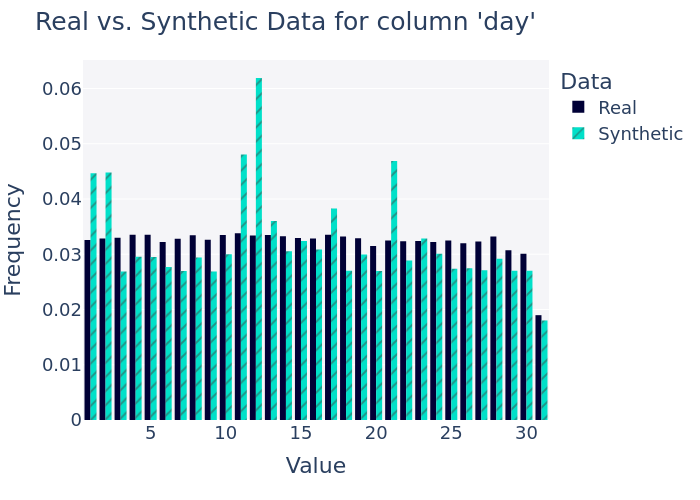 Real vs. Synthetic Data for column 'day'
Data
Real
Synthetic
Frequency
0.06
0.05
0.04
0.03
0.02
0.01
0
5
10
15
20
25
30
Value